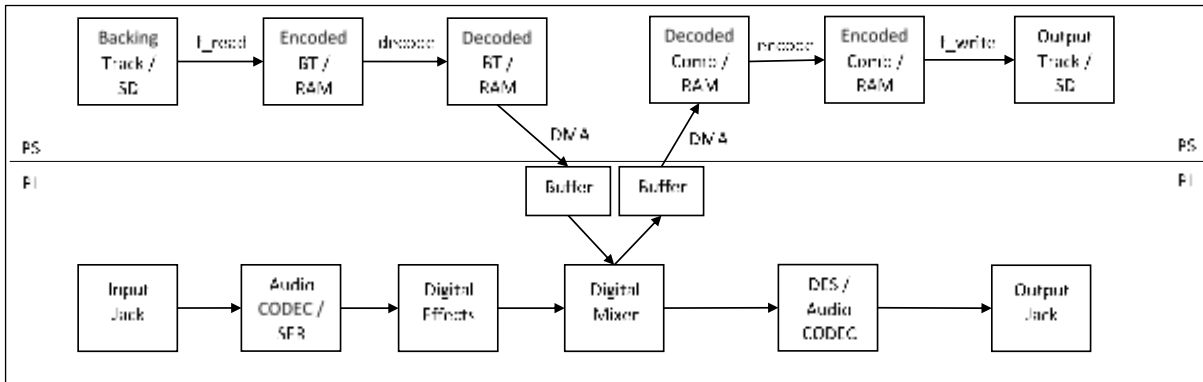 Backing
Track /
SD
f_read
Encoded
BT /
RAM
decode
Decoded
BT /
RAM
Decoded
Comp /
RAM
encode
Encoded
Comp /
RAM
f_write
Output
Track /
SD
DMA
DMA
PS
PS
PL
PL
Buffer
Buffer
Input
Jack
Audio
CODEC /
SER
Digital
Effects
Digital
Mixer
DES /
Audio
CODEC
Output
Jack